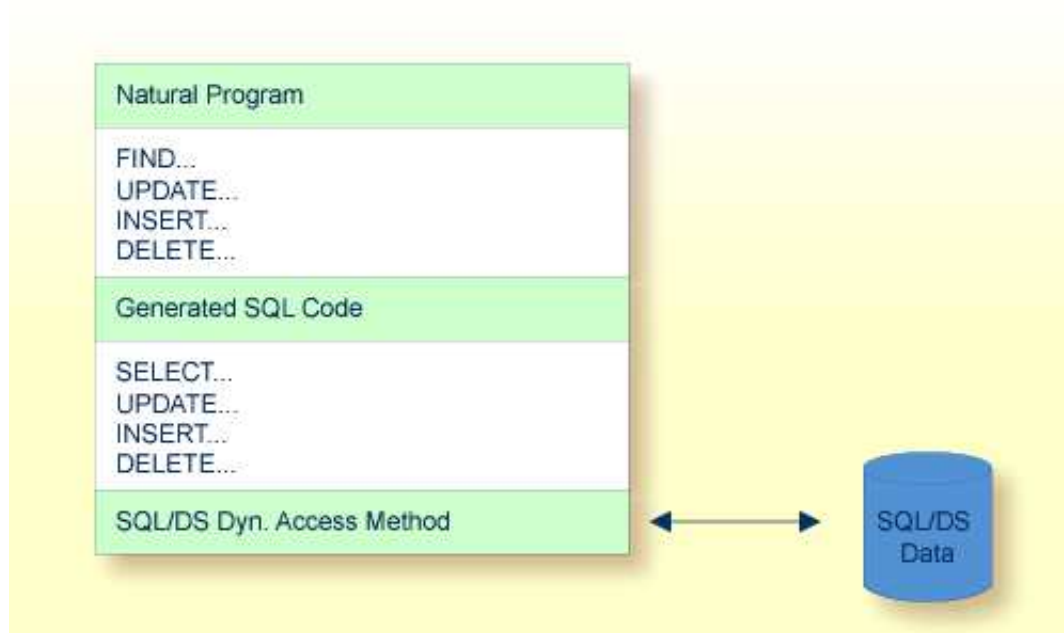 Natural Program
FIND...
UPDATE...
INSERT...
DELETE...
Generated SQL Code
SELECT...
UPDATE...
INSERT...
DELETE...
SQL/DS Dyn. Access Method
SQL/DS
Data